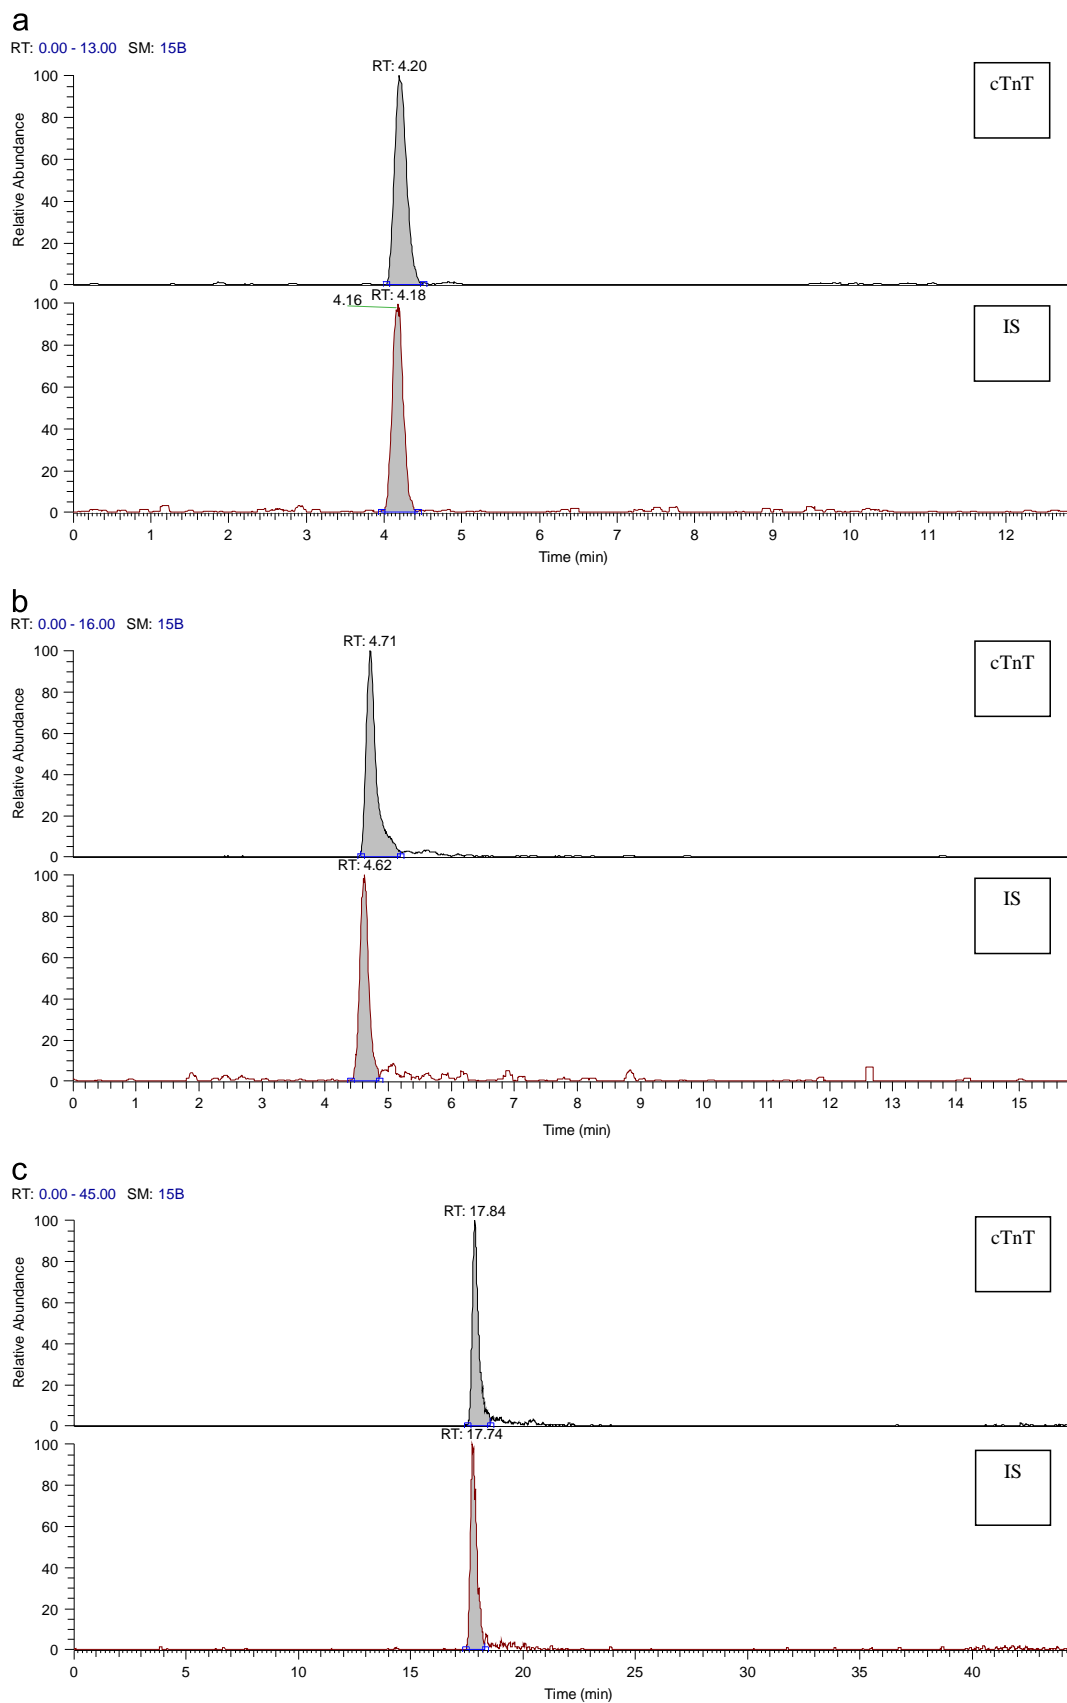 a
RT: 0.00 - 13.00 SM: 15B
RT: 4.20
cTnT
100
80
60
40
20
0
Relative Abundance
4.16 RT: 4.18
IS
100
80
60
40
20
0
0 1 2 3 4 5 6 7 8 9 10 11 12
Time (min)
b
RT: 0.00 - 16.00 SM: 15B
RT: 4.71
cTnT
100
80
60
40
20
0
Relative Abundance
RT: 4.62
IS
100
80
60
40
20
0
0 1 2 3 4 5 6 7 8 9 10 11 12 13 14 15
Time (min)
c
RT: 0.00 - 45.00 SM: 15B
RT: 17.84
cTnT
100
80
60
40
20
0
Relative Abundance
RT: 17.74
IS
100
80
60
40
20
0
0 5 10 15 20 25 30 35 40
Time (min)